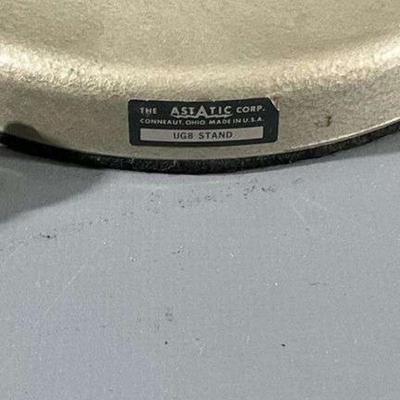 THE ASTATIC CORP.
CONNEAUT, OHIO MADE IN U.S.A.
UG8 STAND